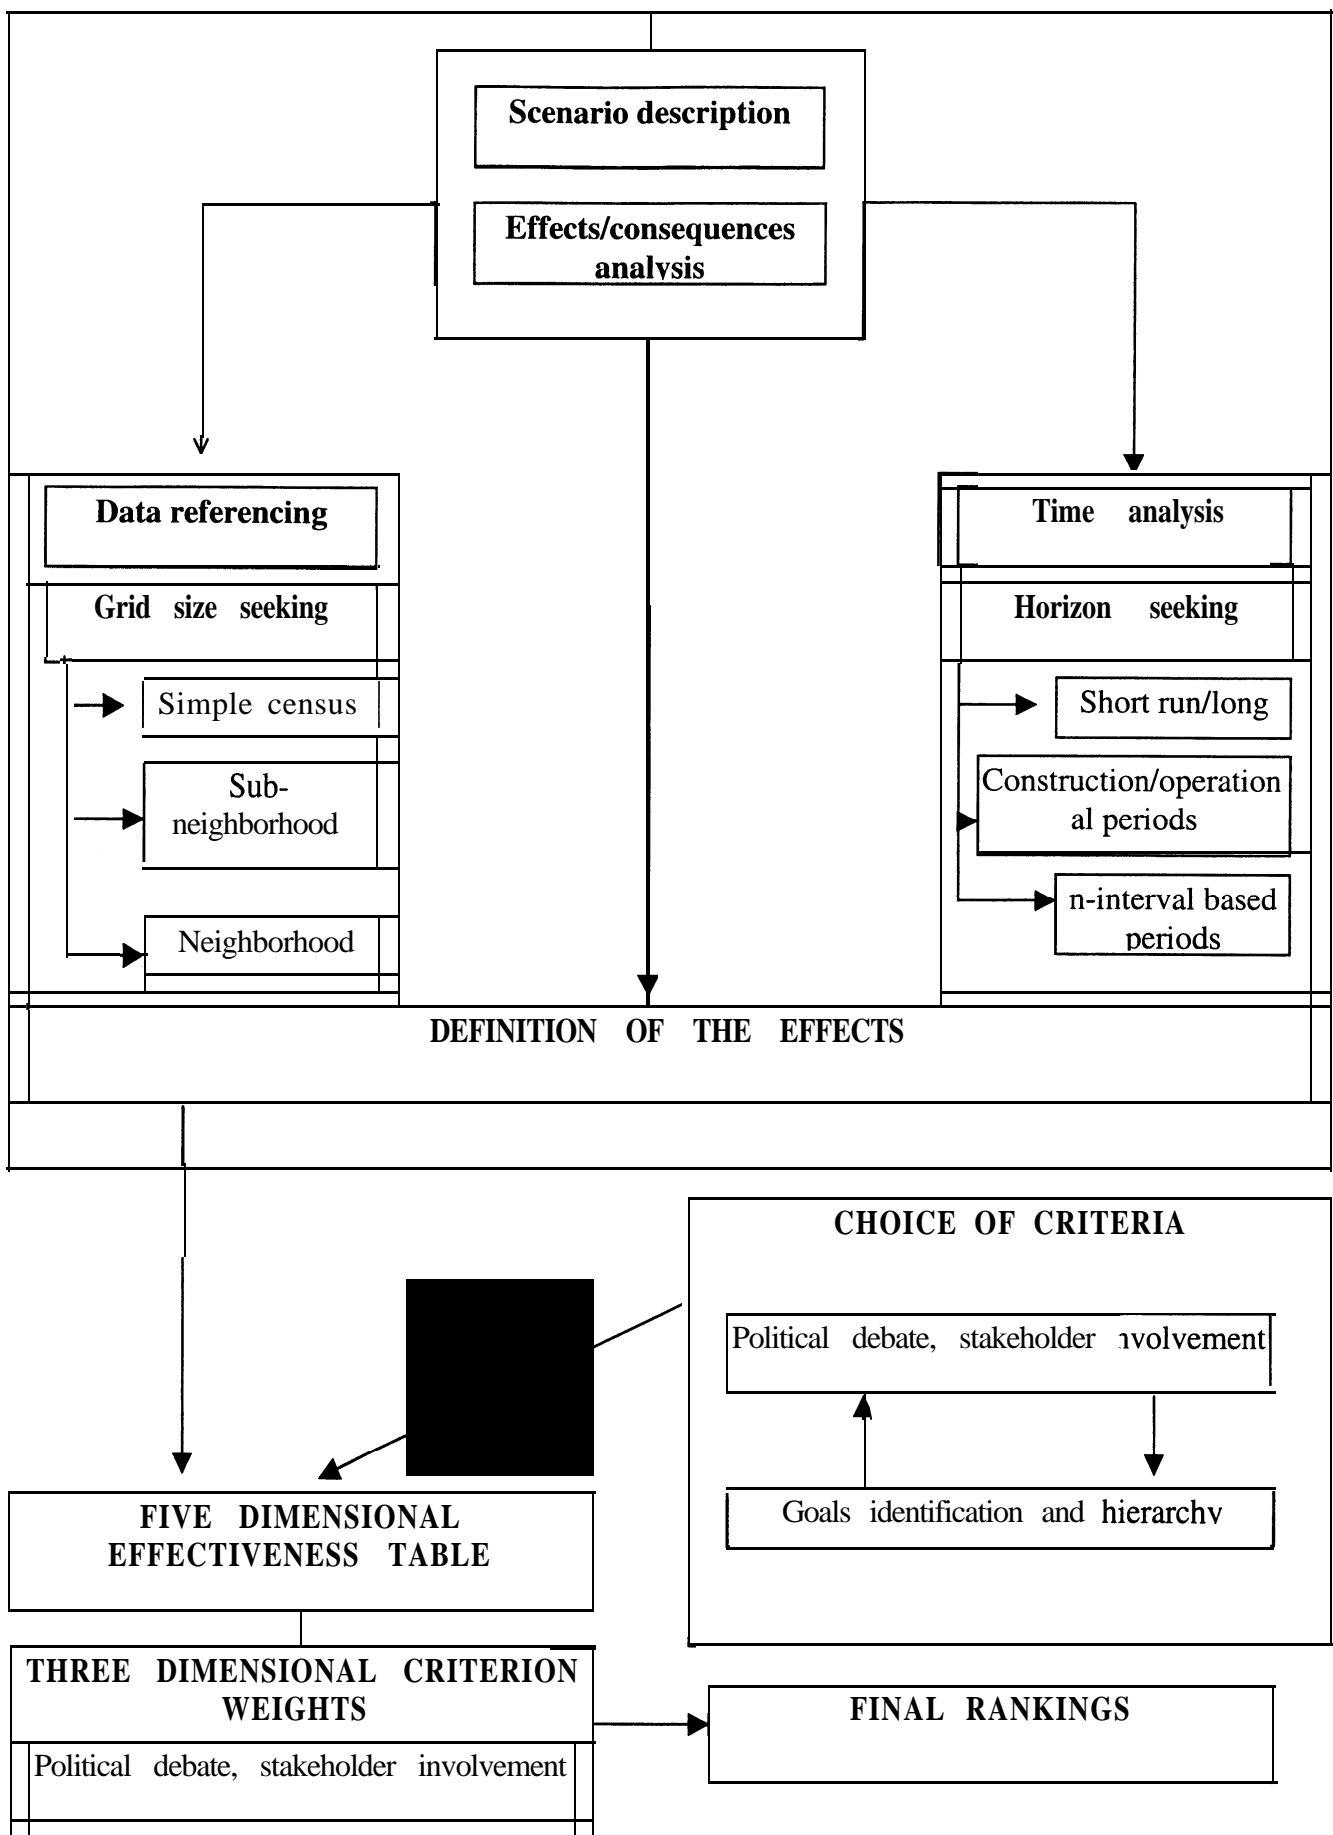 Scenario description
Effects/consequences
analysis
Data referencing
Grid size seeking
Simple census
Sub-
neighborhood
Neighborhood
Time analysis
Horizon seeking
Short run/long
Construction/operation
al periods
n-interval based
periods
DEFINITION OF THE EFFECTS
CHOICE OF CRITERIA
Political debate, stakeholder nvolvement
Goals identification and hierarchy
FIVE DIMENSIONAL
EFFECTIVENESS TABLE
THREE DIMENSIONAL CRITERION
WEIGHTS
Political debate, stakeholder involvement
FINAL RANKINGS